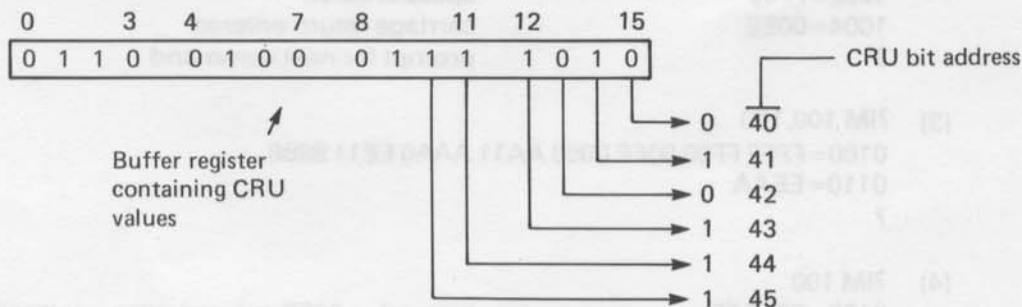 0 3 4 7 8 11 12 15
0 1 1 0 0 1 0 0 0 1 1 1 1 0 1 0
CRU bit address
0 40
1 41
0 42
1 43
1 44
1 45
Buffer register
containing CRU
values